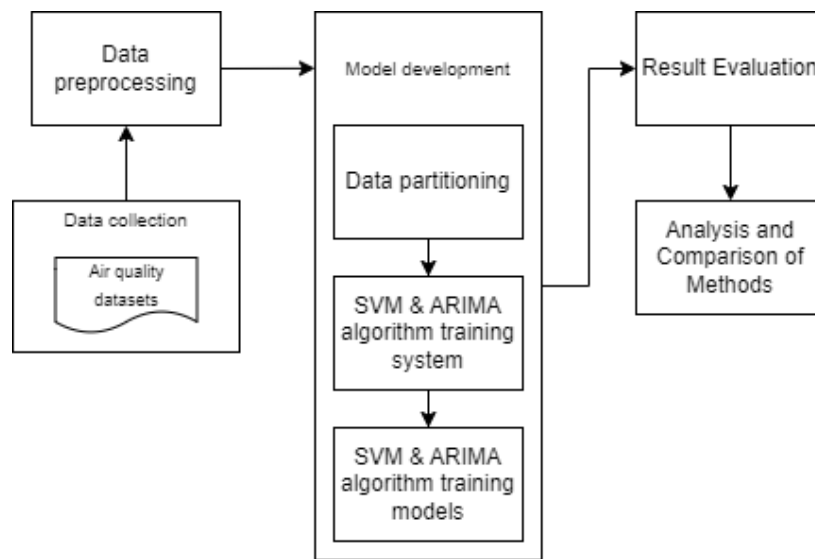 Data
preprocessing
Data collection
Air quality
datasets
Model development
Data partitioning
SVM & ARIMA
algorithm training
system
SVM & ARIMA
algorithm training
models
Result Evaluation
Analysis and
Comparison of
Methods